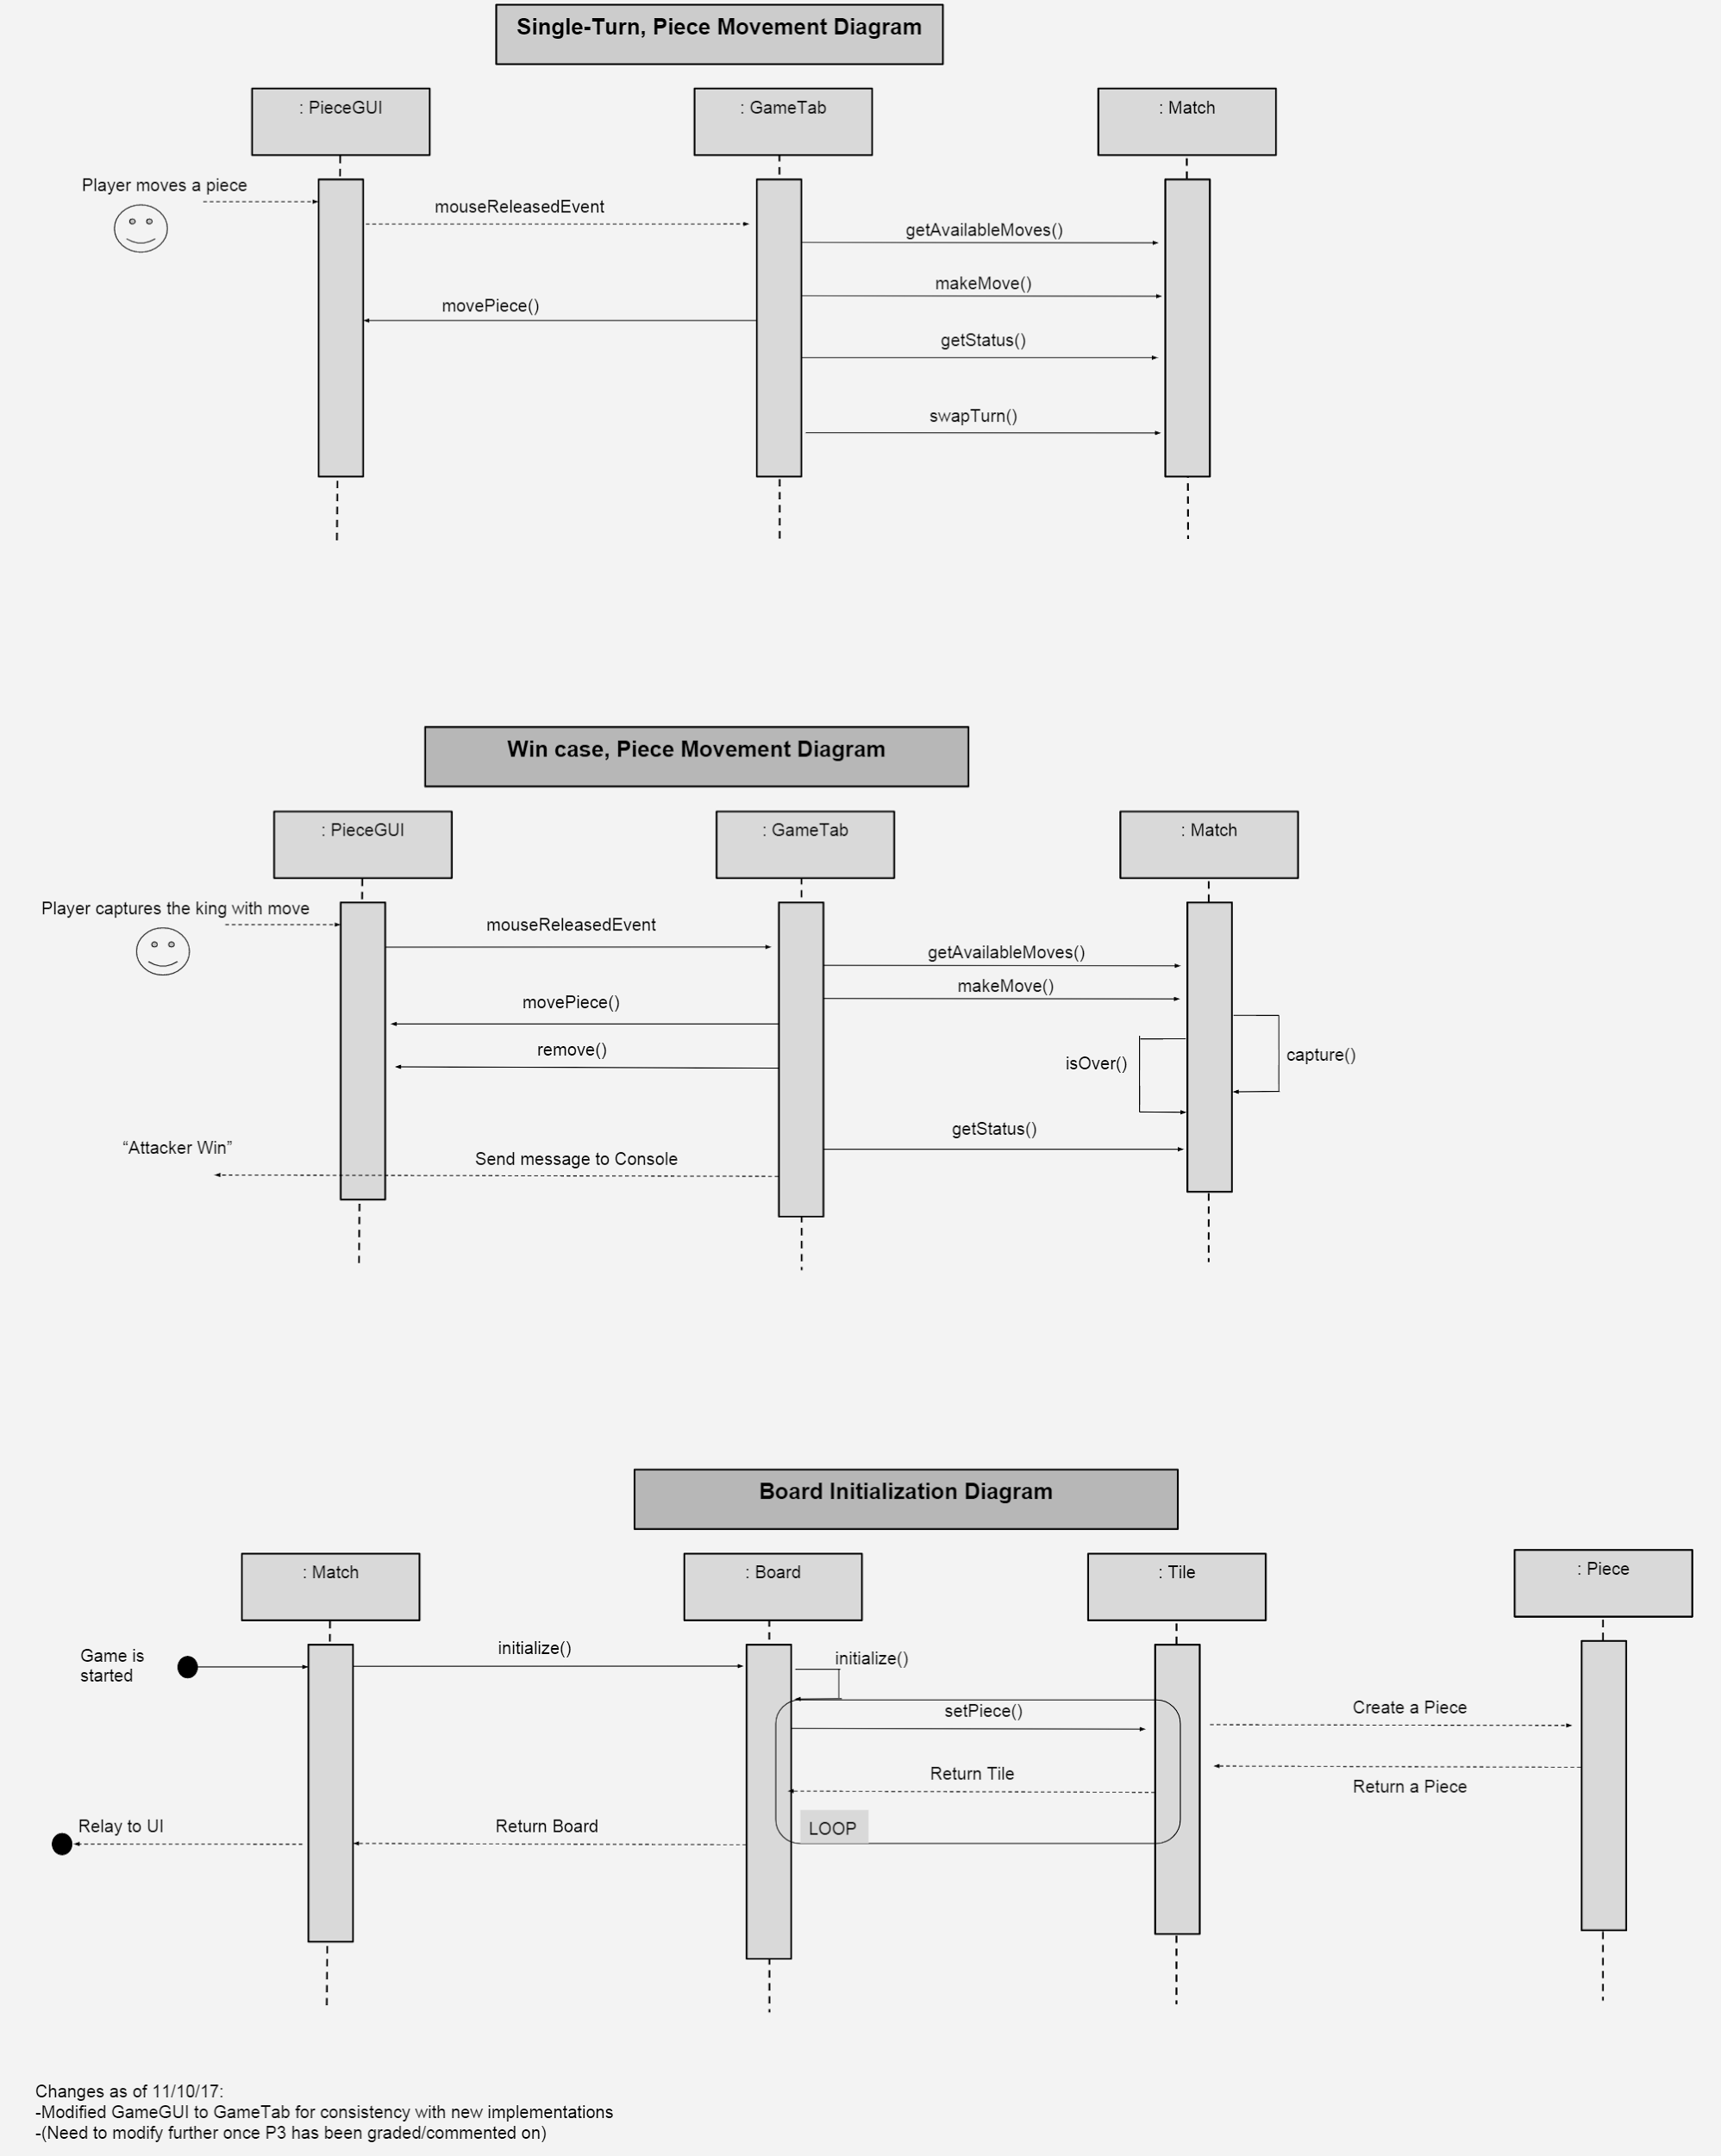 Single-Turn, Piece Movement Diagram
: PieceGUI
: GameTab
: Match
Player moves a piece
mouseReleasedEvent
getAvailableMoves()
makeMove()
movePiece()
getStatus()
swapTurn()
Win case, Piece Movement Diagram
: PieceGUI
: GameTab
: Match
Player captures the king with move
mouseReleasedEvent
getAvailableMoves()
makeMove()
movePiece()
remove()
isOver()
capture()
getStatus()
“Attacker Win”
Send message to Console
Board Initialization Diagram
: Match
: Board
: Tile
: Piece
Game is
started
initialize()
initialize()
setPiece()
Create a Piece
Return Tile
Return a Piece
LOOP
Relay to UI
Return Board
Changes as of 11/10/17:
-Modified GameGUI to GameTab for consistency with new implementations
-(Need to modify further once P3 has been graded/commented on)